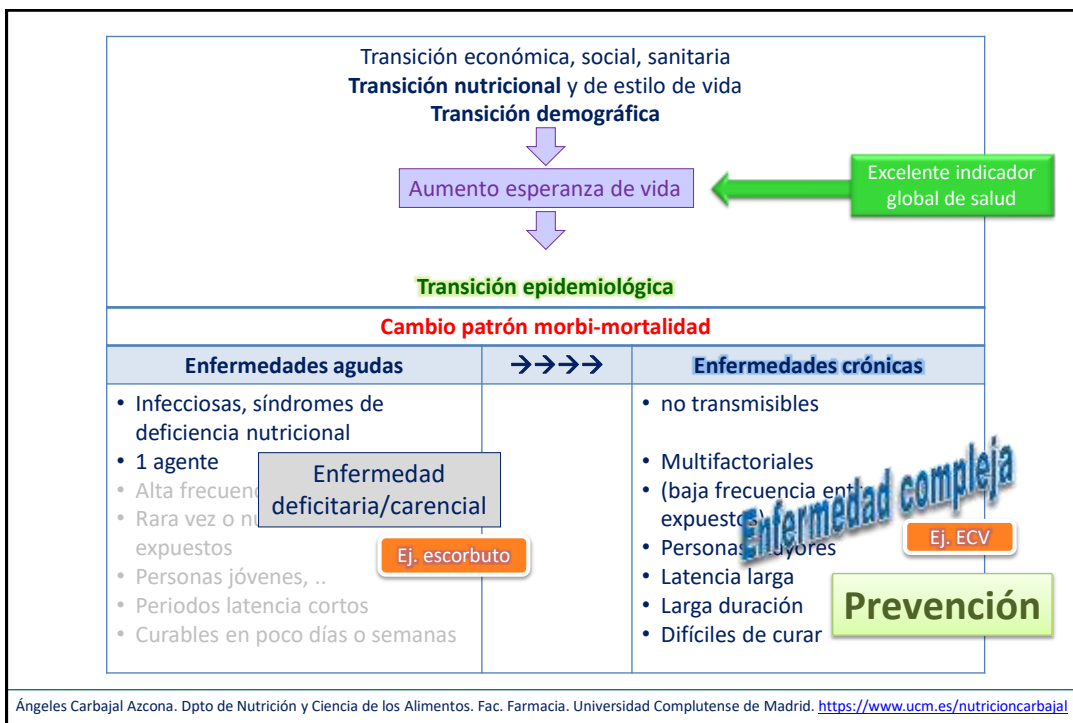 Transición económica, social, sanitaria
Transición nutricional y de estilo de vida
Transición demográfica
Aumento esperanza de vida
Excelente indicador
global de salud
Transición epidemiológica
Cambio patrón morbi-mortalidad
Enfermedades agudas
→→→→
Enfermedades crónicas
• Infecciosas, síndromes de
deficiencia nutricional
• 1 agente
• Alta
• Rara vez o
expuestos
• Personas jóvenes, ..
• Periodos latencia cortos
• Curables en poco días o semanas
Enfermedad
deficitaria/carencial
Ej. escorbuto
• no transmisibles
• Multifactoriales
• (baja frecuencia
expuestos)
• Personas mayores
• Latencia larga
• Larga duración
• Difíciles de curar
Enfermedad compleja
Ej. ECV
Prevención
Ángeles Carbajal Azcona. Dpto de Nutrición y Ciencia de los Alimentos. Fac. Farmacia. Universidad Complutense de Madrid. https://www.ucm.es/nutricioncarbajal